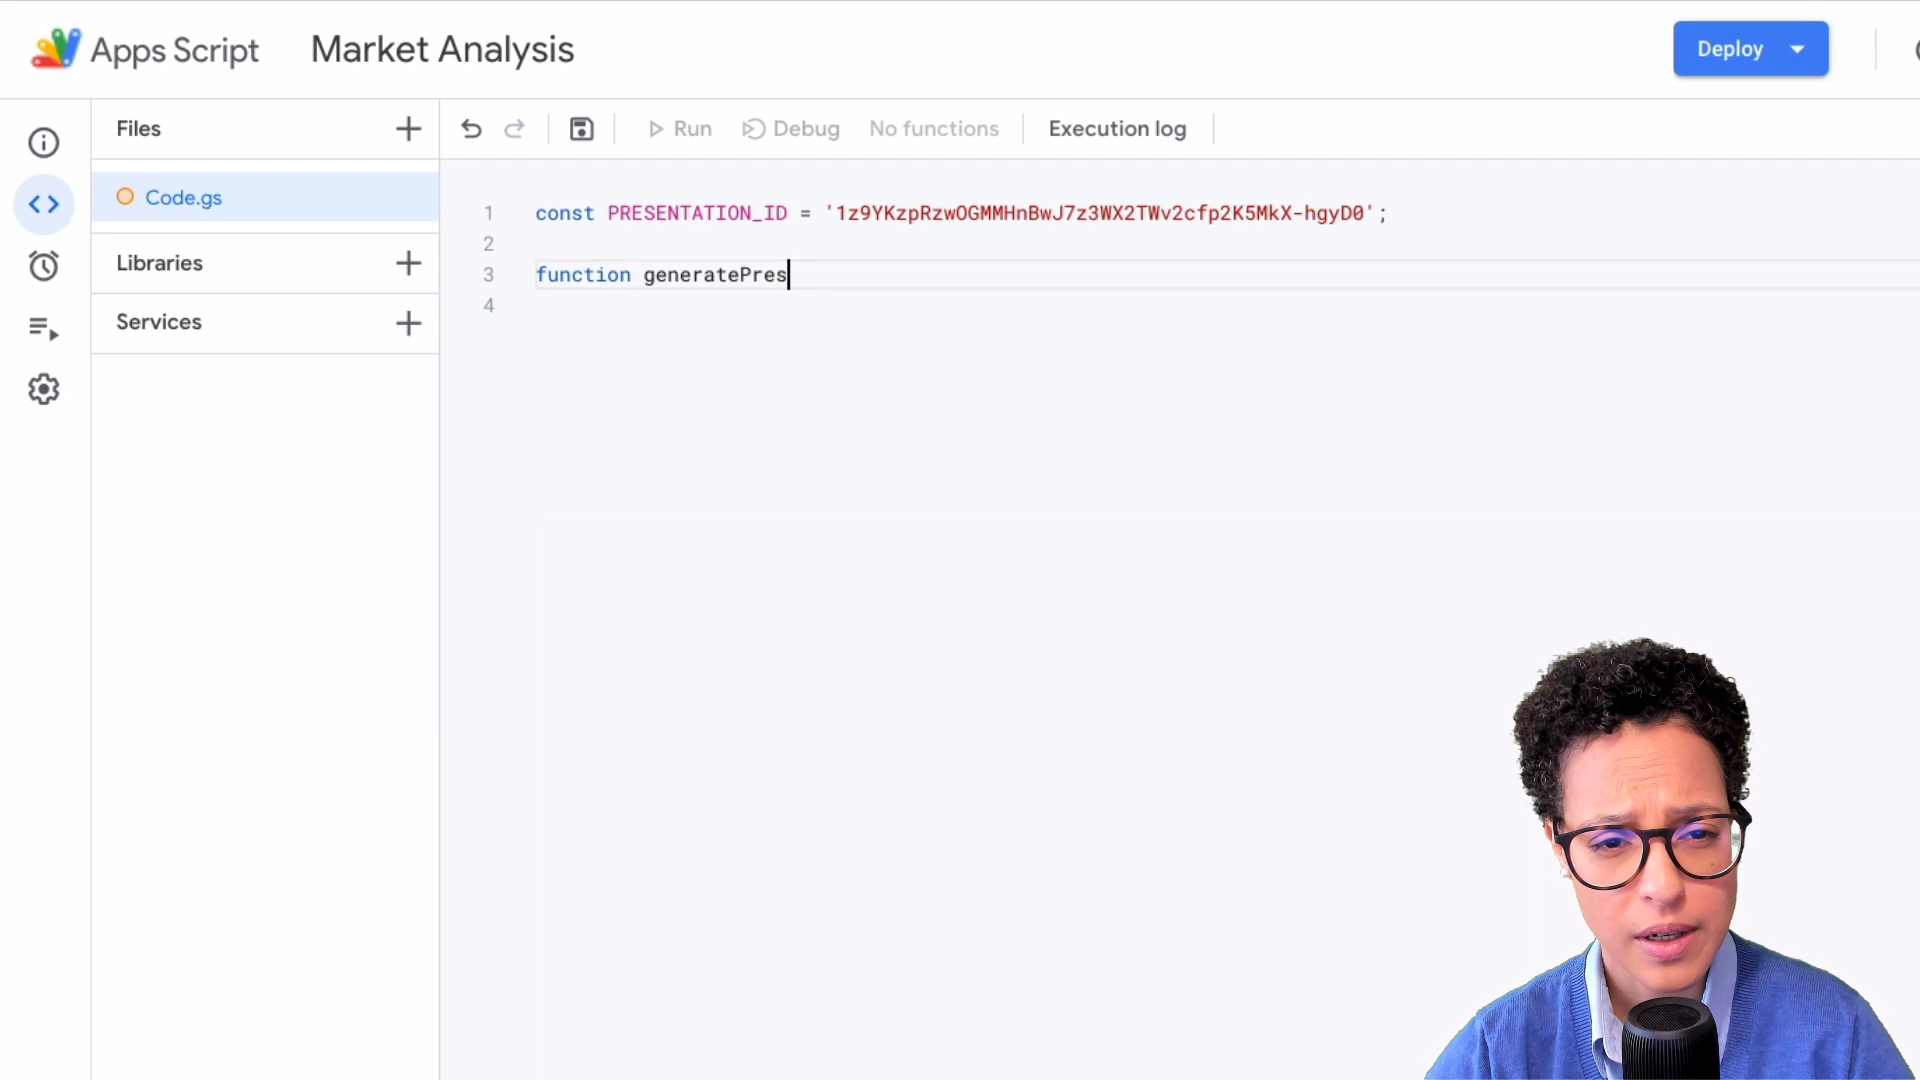 Apps Script
Market Analysis
Deploy
Files
Run
Debug
No functions
Execution log
Code.gs
Libraries
Services
1 const PRESENTATION_ID = '1z9YKzpRzwOGMMHnBwJ7z3WX2TWv2cfp2K5MkX-hgyD0';
2
3 function generatePres
4